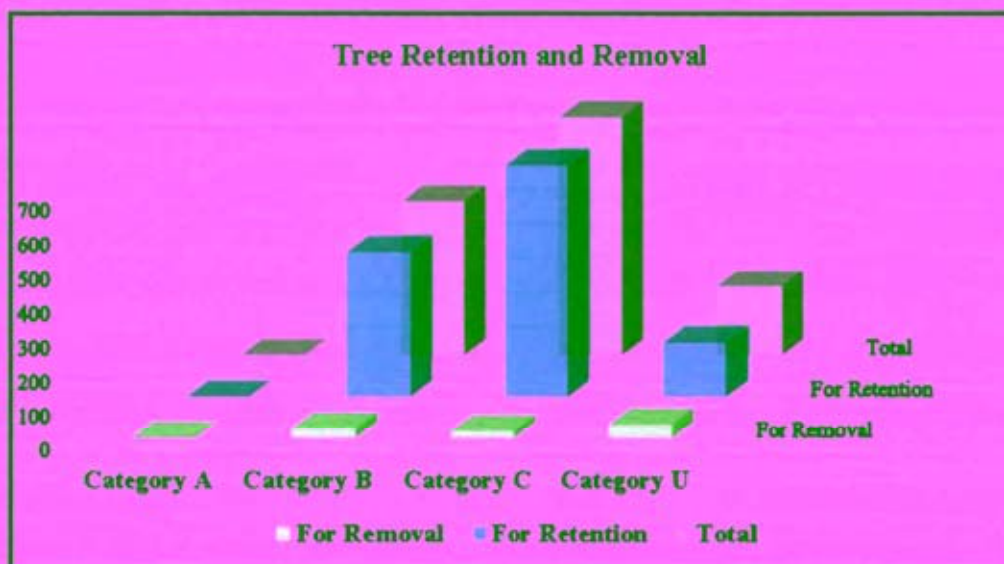 Tree Retention and Removal
700
600
500
400
300
200
100
0
Total
For Retention
For Removal
Category A Category B Category C Category U
For Removal For Retention Total